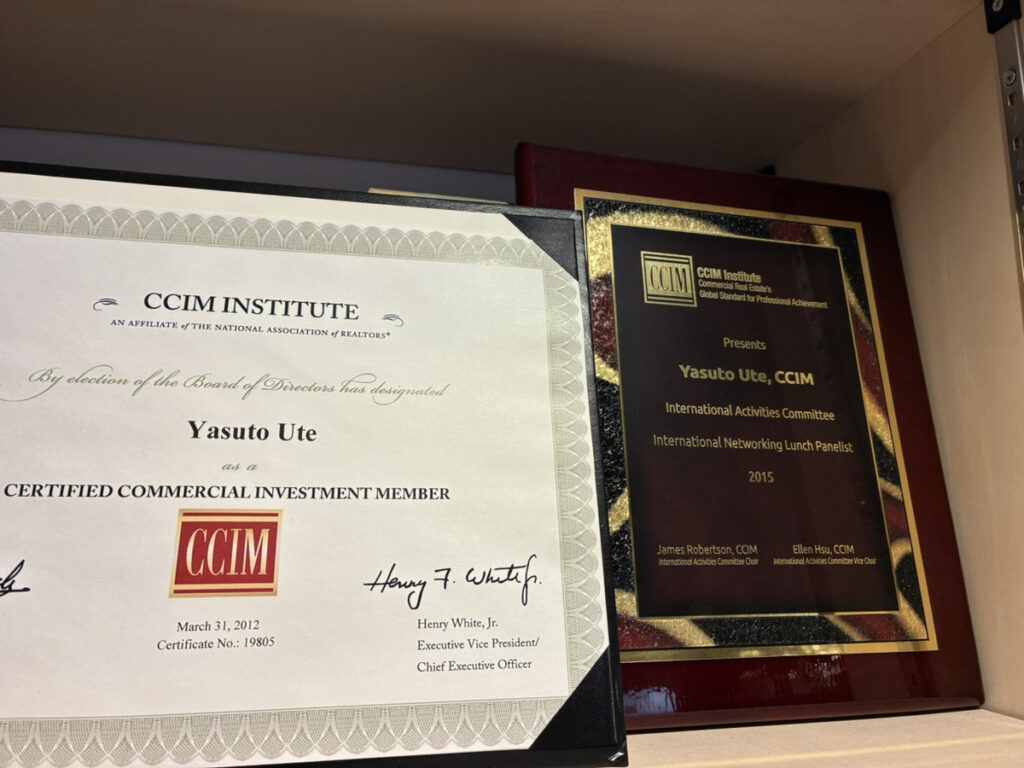 CCIM INSTITUTE
AN AFFILIATE of THE NATIONAL ASSOCIATION of REALTORS®
By election of the Board of Directors has designated
Yasuto Ute
as a
CERTIFIED COMMERCIAL INVESTMENT MEMBER
CCIM
Henry F. White Jr.
March 31, 2012
Certificate No.: 19805
Henry White, Jr.
Executive Vice President/
Chief Executive Officer
CCIM
CCIM Institute
Commercial Real Estate's
Global Standard for Professional Achievement
Presents
Yasuto Ute, CCIM
International Activities Committee
International Networking Lunch Panelist
2015
James Robertson, CCIM
International Activities Committee Chair
Ellen Hsu, CCIM
International Activities Committee Vice Chair